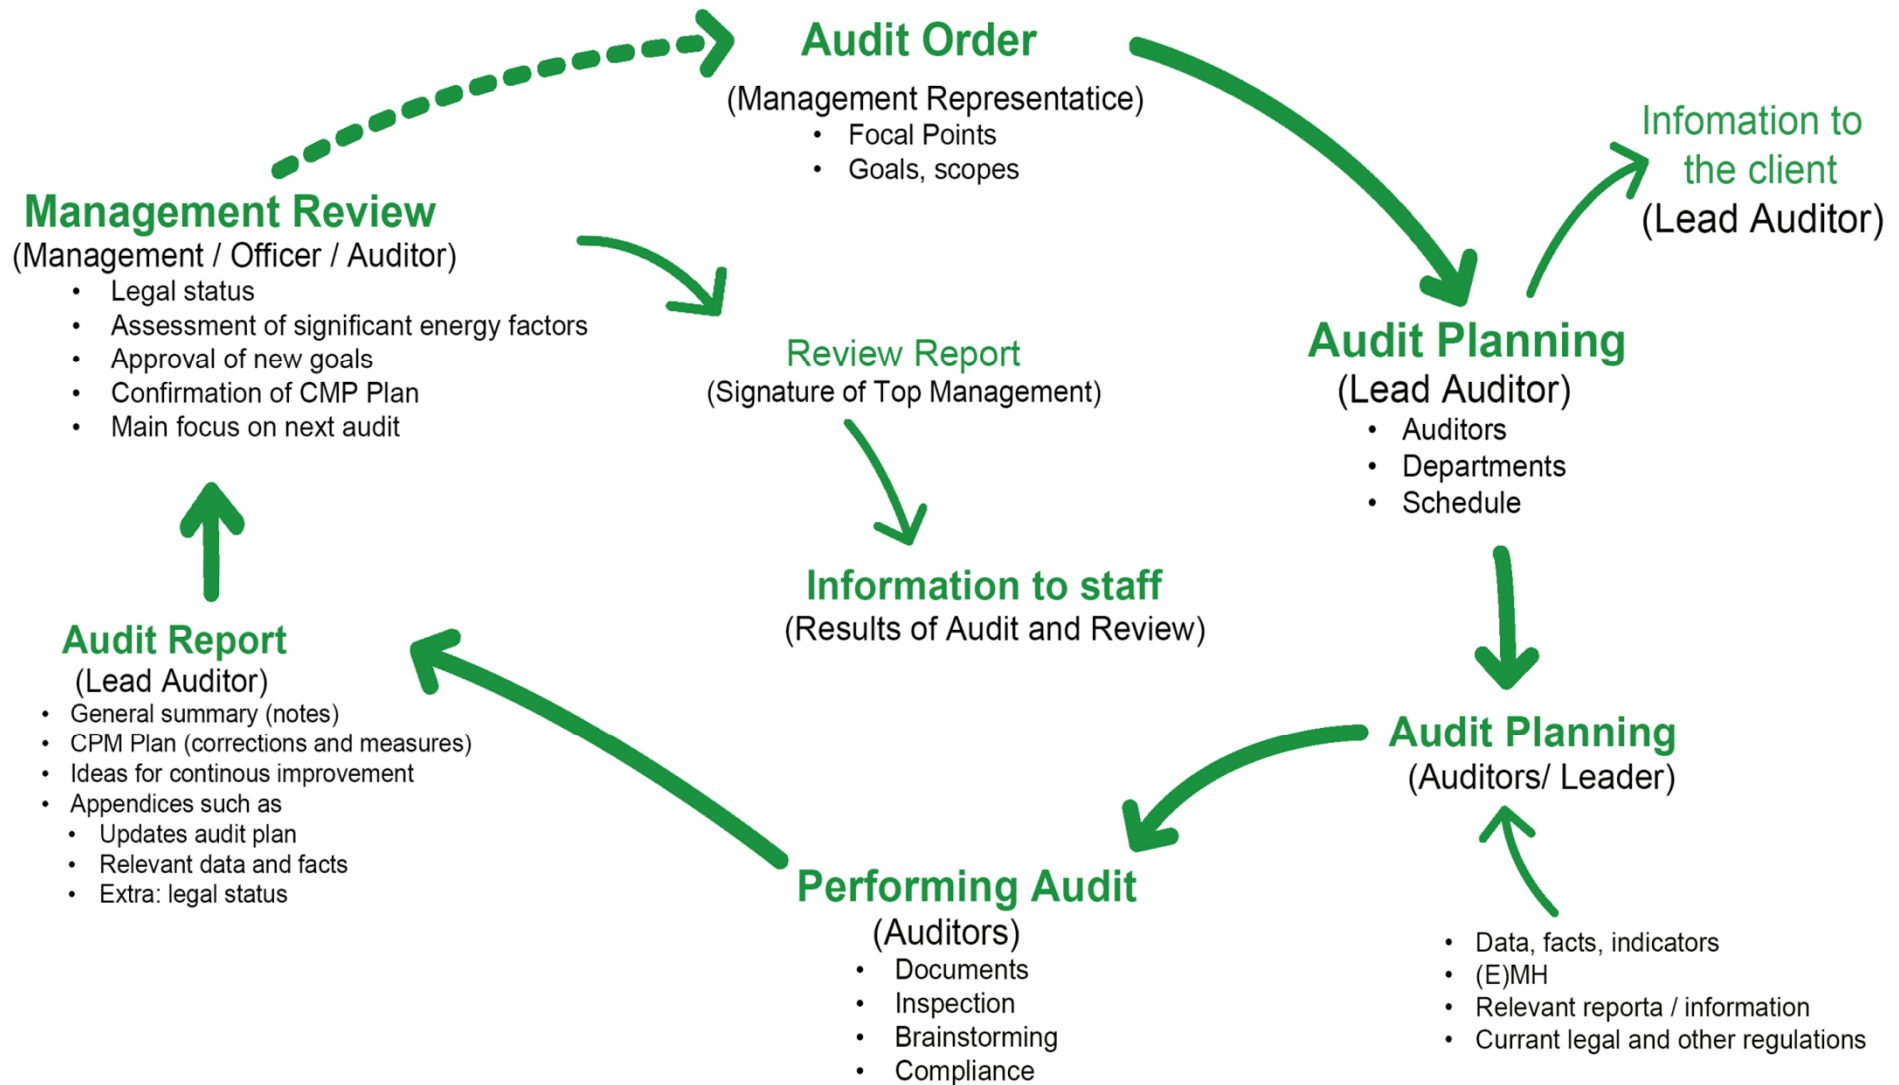 Audit Order
(Management Representatice)
• Focal Points
• Goals, scopes
Infomation to
the client
(Lead Auditor)
Audit Planning
(Lead Auditor)
• Auditors
• Departments
• Schedule
Audit Planning
(Auditors/ Leader)
• Data, facts, indicators
• (E)MH
• Relevant reporta / information
• Currant legal and other regulations
Performing Audit
(Auditors)
• Documents
• Inspection
• Brainstorming
• Compliance
Audit Report
(Lead Auditor)
• General summary (notes)
• CPM Plan (corrections and measures)
• Ideas for continous improvement
• Appendices such as
• Updates audit plan
• Relevant data and facts
• Extra: legal status
Management Review
(Management / Officer / Auditor)
• Legal status
• Assessment of significant energy factors
• Approval of new goals
• Confirmation of CMP Plan
• Main focus on next audit
Review Report
(Signature of Top Management)
Information to staff
(Results of Audit and Review)